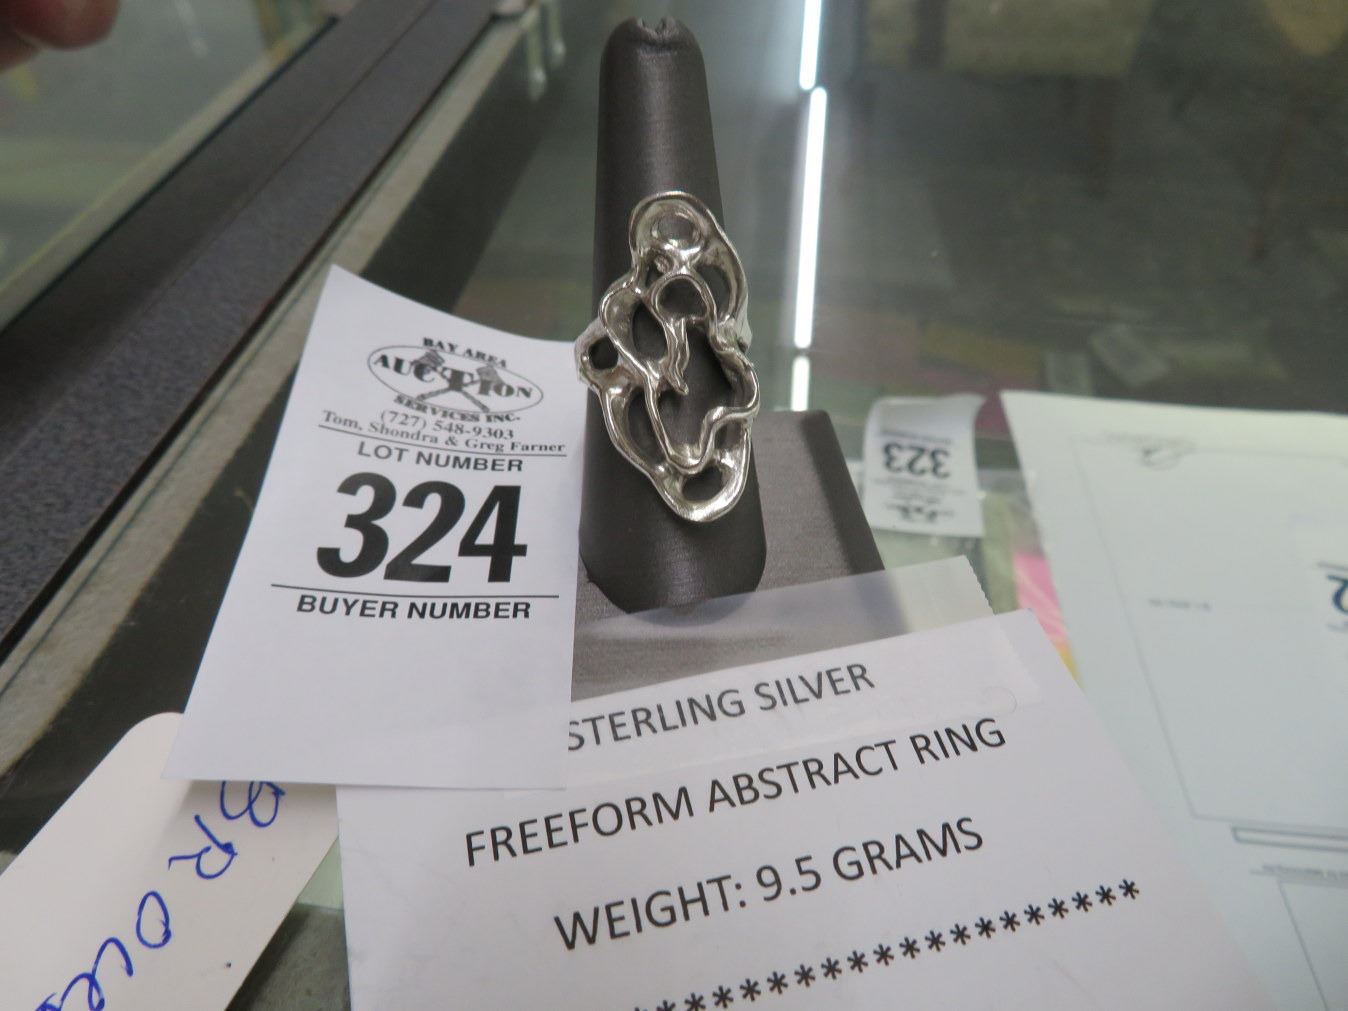 BAY AREA
AUCTION
SERVICES INC.
(727) 548-9303
Tom, Shondra & Greg Farner
LOT NUMBER
324
BUYER NUMBER
323
STERLING SILVER
FREEFORM ABSTRACT RING
WEIGHT: 9.5 GRAMS
******************